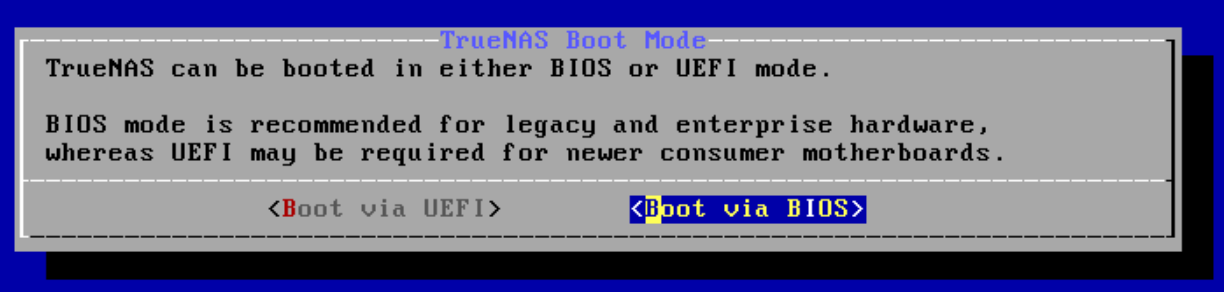 TrueNAS Boot Mode
TrueNAS can be booted in either BIOS or UEFI mode.
BIOS mode is recommended for legacy and enterprise hardware,
whereas UEFI may be required for newer consumer motherboards.
<Boot via UEFI> <Boot via BIOS>